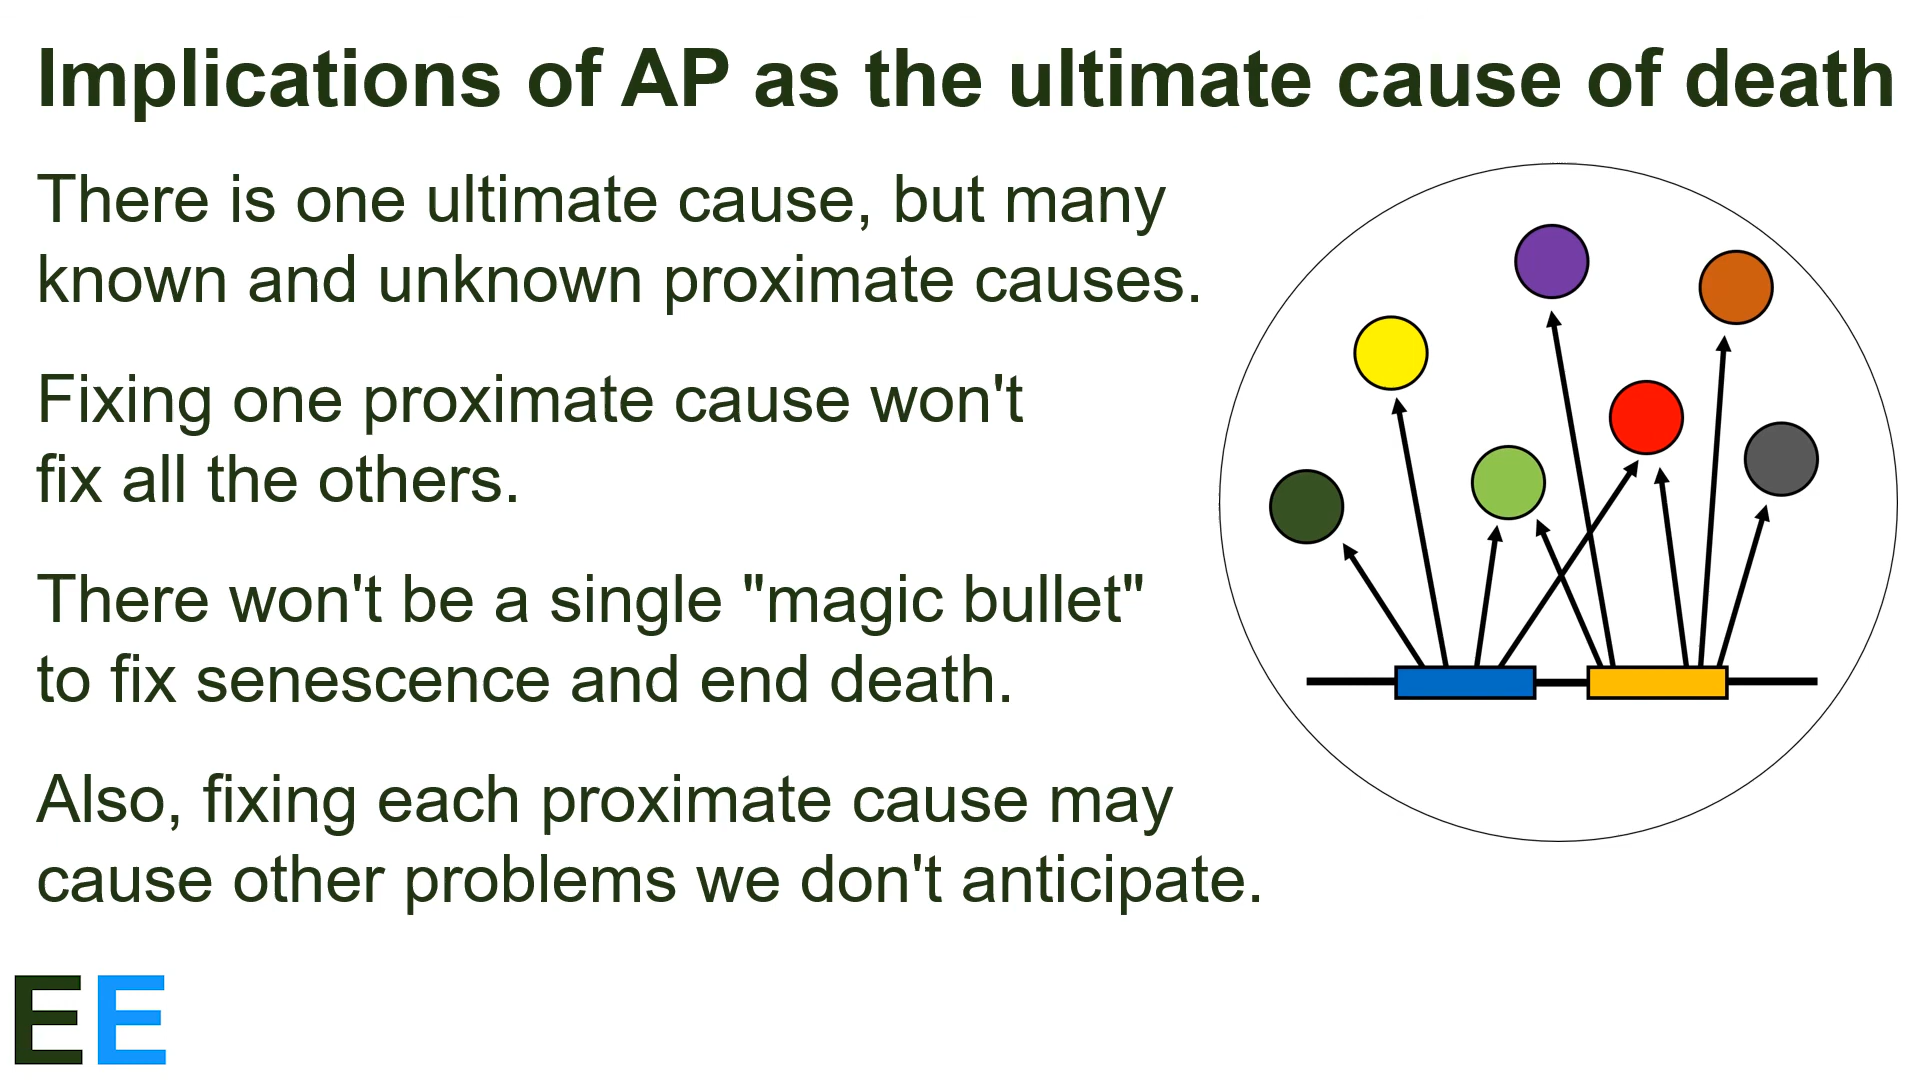 Implications of AP as the ultimate cause of death
There is one ultimate cause, but many
known and unknown proximate causes.
Fixing one proximate cause won't
fix all the others.
There won't be a single "magic bullet"
to fix senescence and end death.
Also, fixing each proximate cause may
cause other problems we don't anticipate.
EE